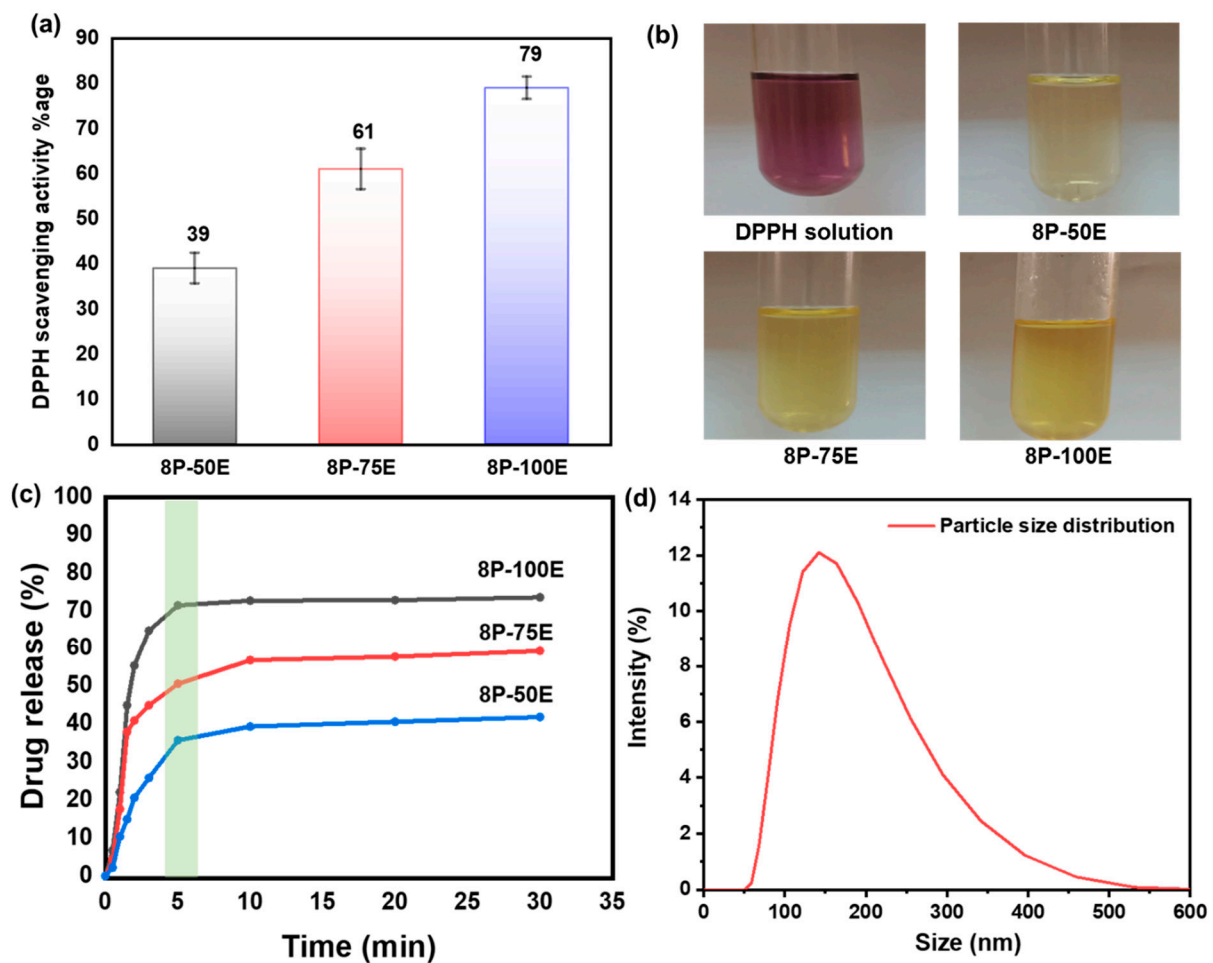 (a)
DPPH scavenging activity %age
90
80
70
60
50
40
30
20
10
0
39
61
79
8P-50E
8P-75E
8P-100E
(b)
DPPH solution
8P-50E
8P-75E
8P-100E
(c)
Drug release (%)
100
90
80
70
60
50
40
30
20
10
0
8P-100E
8P-75E
8P-50E
0
5
10
15
20
25
30
35
Time (min)
(d)
Intensity (%)
14
12
10
8
6
4
2
0
Particle size distribution
0
100
200
300
400
500
600
Size (nm)